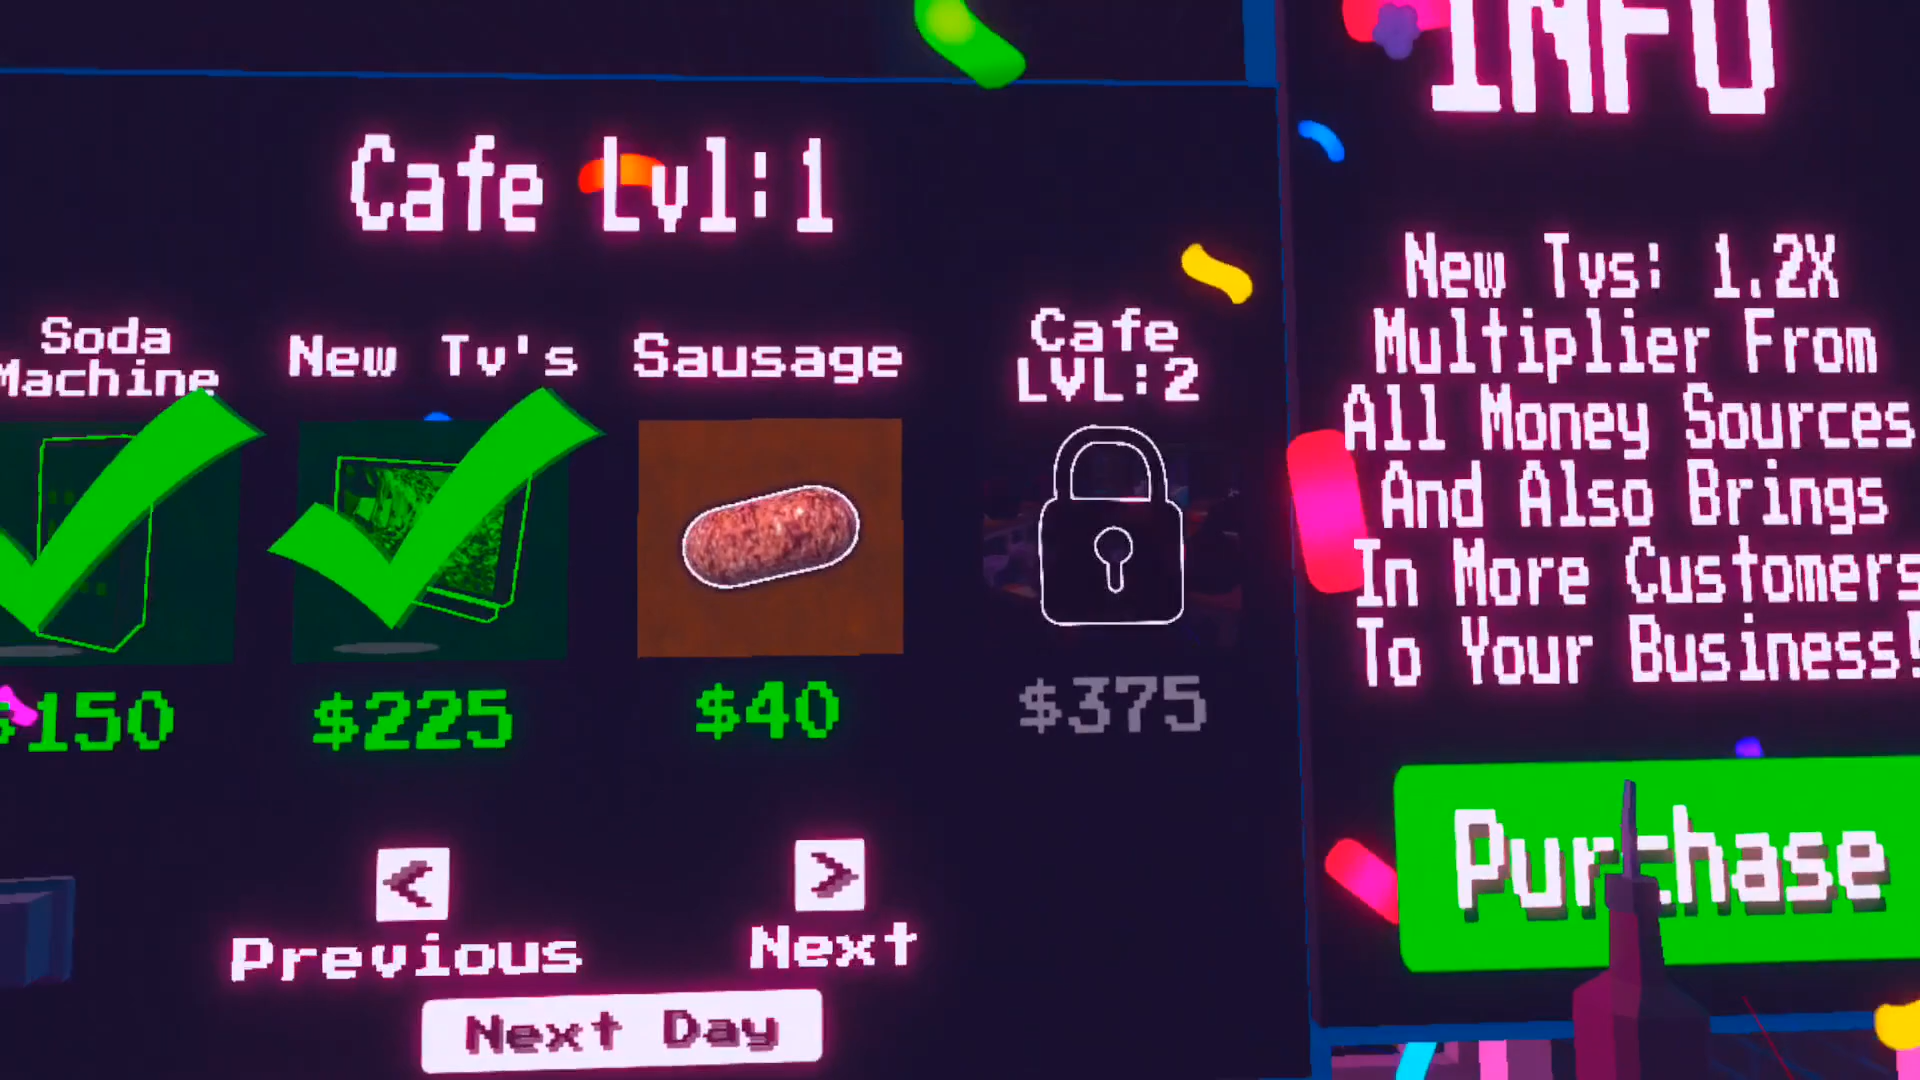 INFO
Cafe Lvl:1
Soda
Machine
New Tv's
Sausage
Cafe
LVL:2
$150
$225
$40
$375
New Tvs: 1.2X
Multiplier From
All Money Sources
And Also Brings
In More Customers
To Your Business!
Purchase
<
>
Previous
Next
Next Day